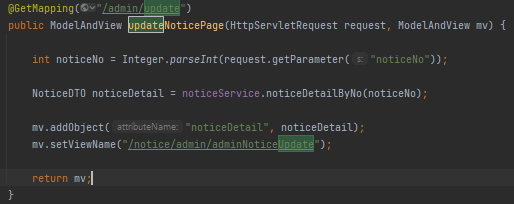 @GetMapping("/admin/update")
public ModelAndView updateNoticePage(HttpServletRequest request, ModelAndView mv) {
int noticeNo = Integer.parseInt(request.getParameter( s: "noticeNo"));
NoticeDTO noticeDetail = noticeService.noticeDetailByNo(noticeNo);
mv.addObject( attributeName: "noticeDetail", noticeDetail);
mv.setViewName("/notice/admin/adminNoticeUpdate");
return mv;
}